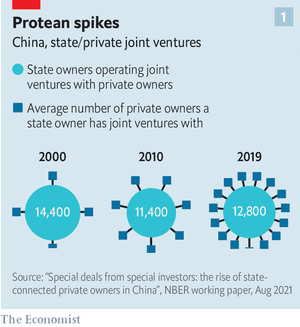 Protean spikes
1
China, state/private joint ventures
State owners operating joint
ventures with private owners
Average number of private owners a
state owner has joint ventures with
2000 2010 2019
14,400 11,400 12,800
Source: “Special deals from special investors: the rise of state-
connected private owners in China”, NBER working paper, Aug 2021
The Economist